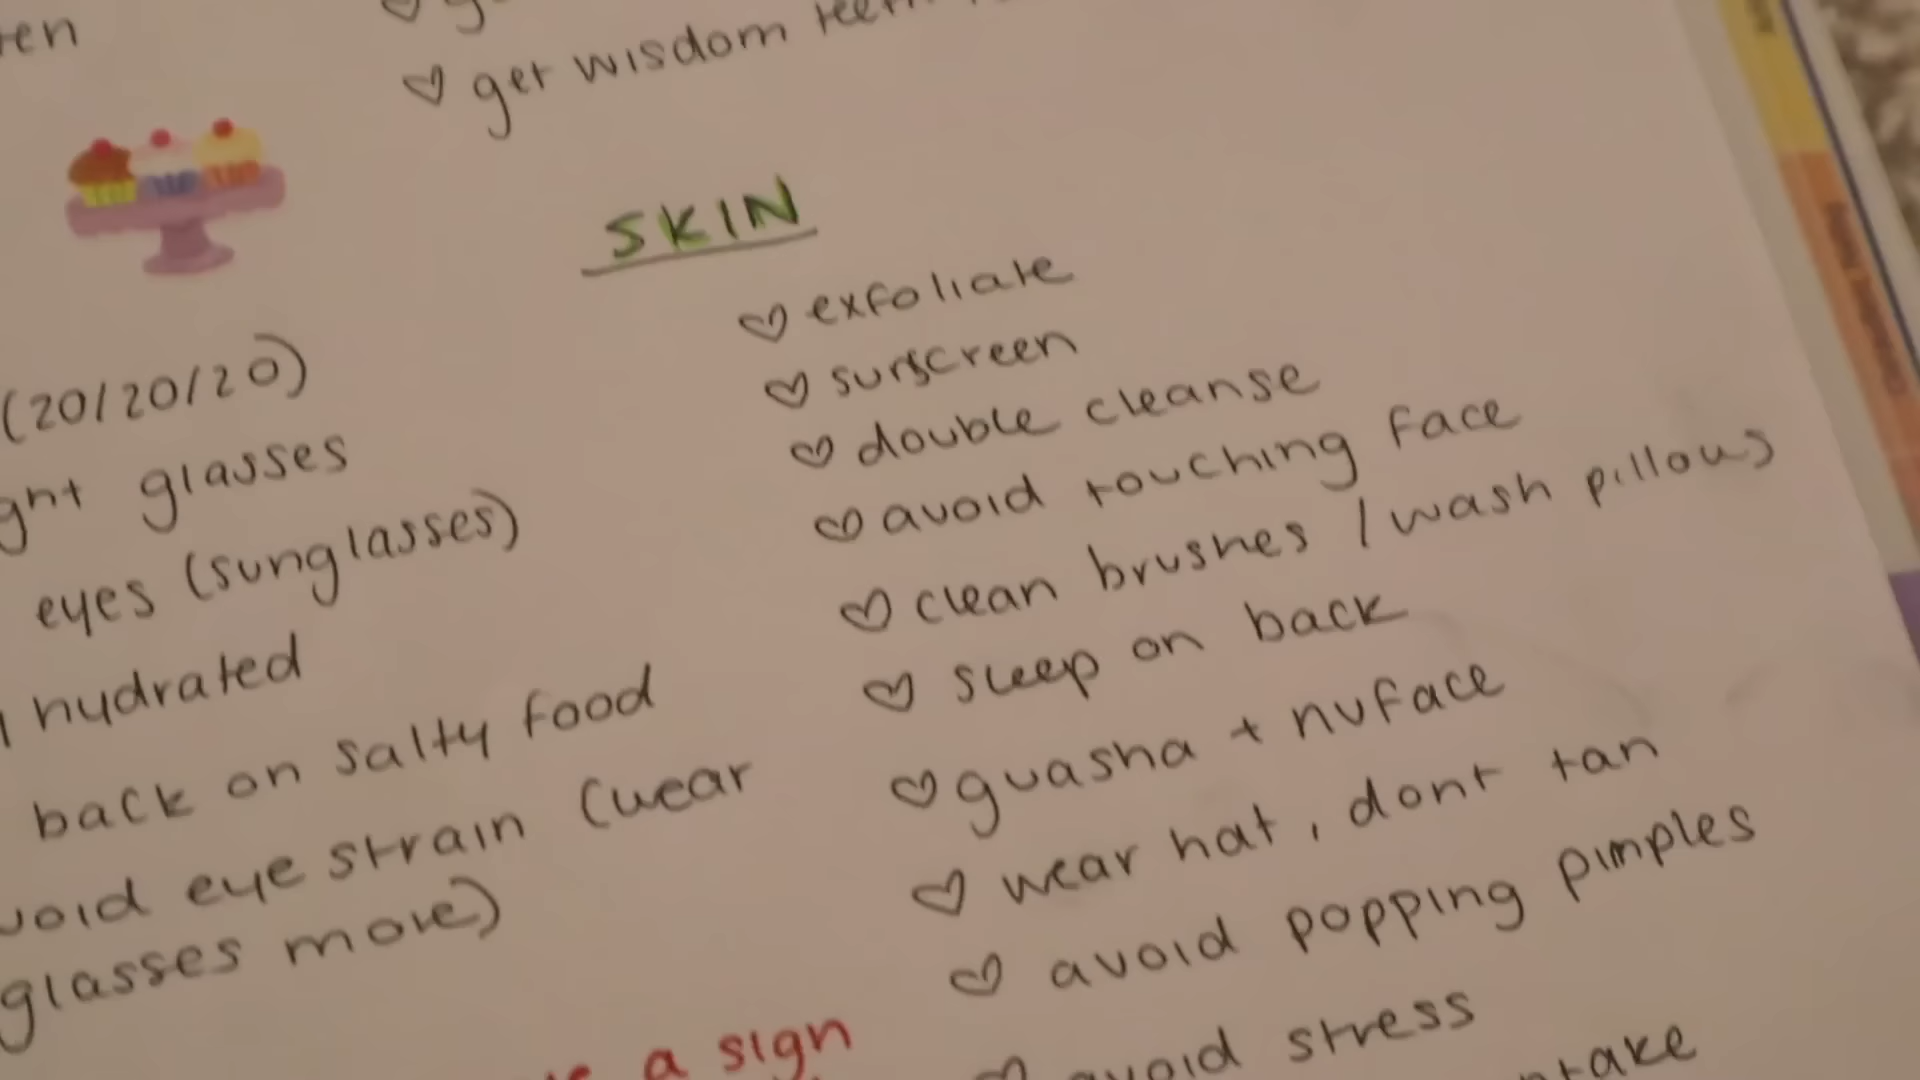 get wisdom teeth
(20/20/20)
glasses
eyes (sunglasses)
hydrated
back on salty food
eye strain (wear
glasses more)
a sign
SKIN
exfoliate
sunscreen
double cleanse
avoid touching face
clean brushes / wash pillows
sleep on back
guasha + nuface
wear hat, dont tan
avoid popping pimples
avoid stress